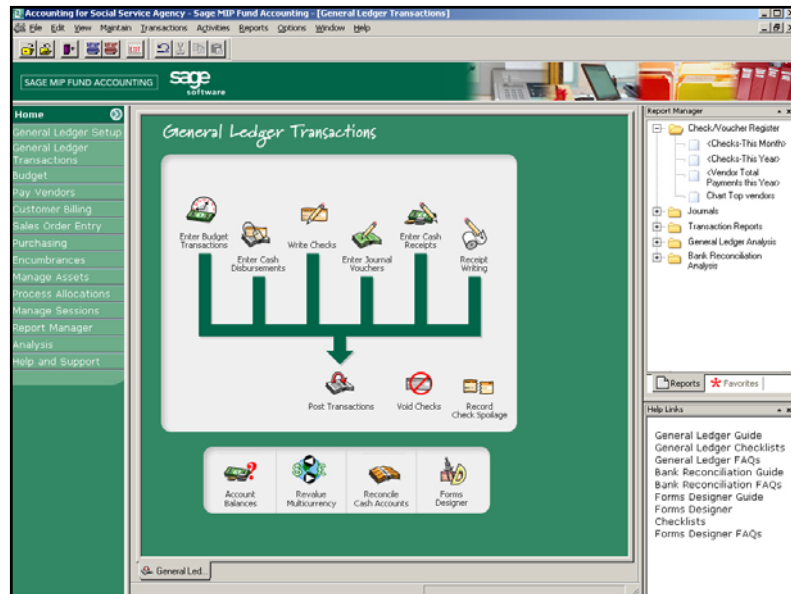 Accounting for Social Service Agency - Sage MIP Fund Accounting - [General Ledger Transactions]
File Edit View Maintain Transactions Activities Reports Options Window Help
SAGE MIP FUND ACCOUNTING
sage
software
Home
General Ledger Setup
General Ledger
Transactions
Budget
Pay Vendors
Customer Billing
Sales Order Entry
Purchasing
Encumbrances
Manage Assets
Process Allocations
Manage Sessions
Report Manager
Analysis
Help and Support
General Ledger Transactions
Enter Budget
Transactions
Enter Cash
Disbursements
Write Checks
Enter Journal
Vouchers
Enter Cash
Receipts
Receipt
Writing
Post Transactions
Void Checks
Record
Check Spoilage
Account
Balances
Revalue
Multicurrency
Reconcile
Cash Accounts
Forms
Designer
General Led...
Report Manager
Check/Voucher Register
<Checks-This Month>
<Checks-This Year>
<Vendor Total
Payments this Year>
Chart Top vendors
Journals
Transaction Reports
General Ledger Analysis
Bank Reconciliation
Analysis
Reports
Favorites
Help Links
General Ledger Guide
General Ledger Checklists
General Ledger FAQs
Bank Reconciliation Guide
Bank Reconciliation FAQs
Forms Designer Guide
Forms Designer
Checklists
Forms Designer FAQs